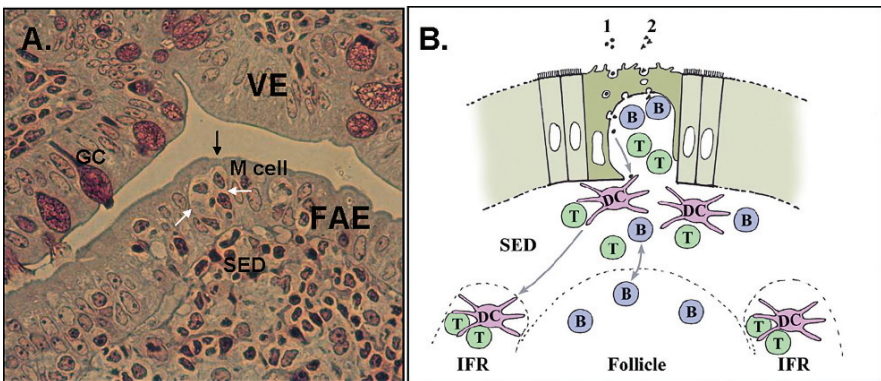 A.
VE
GC
M cell
FAE
SED
B.
1 2
B B
T
T
DC DC
T B
B T
SED T
B
DC DC
T B B T
T T
IFR Follicle IFR